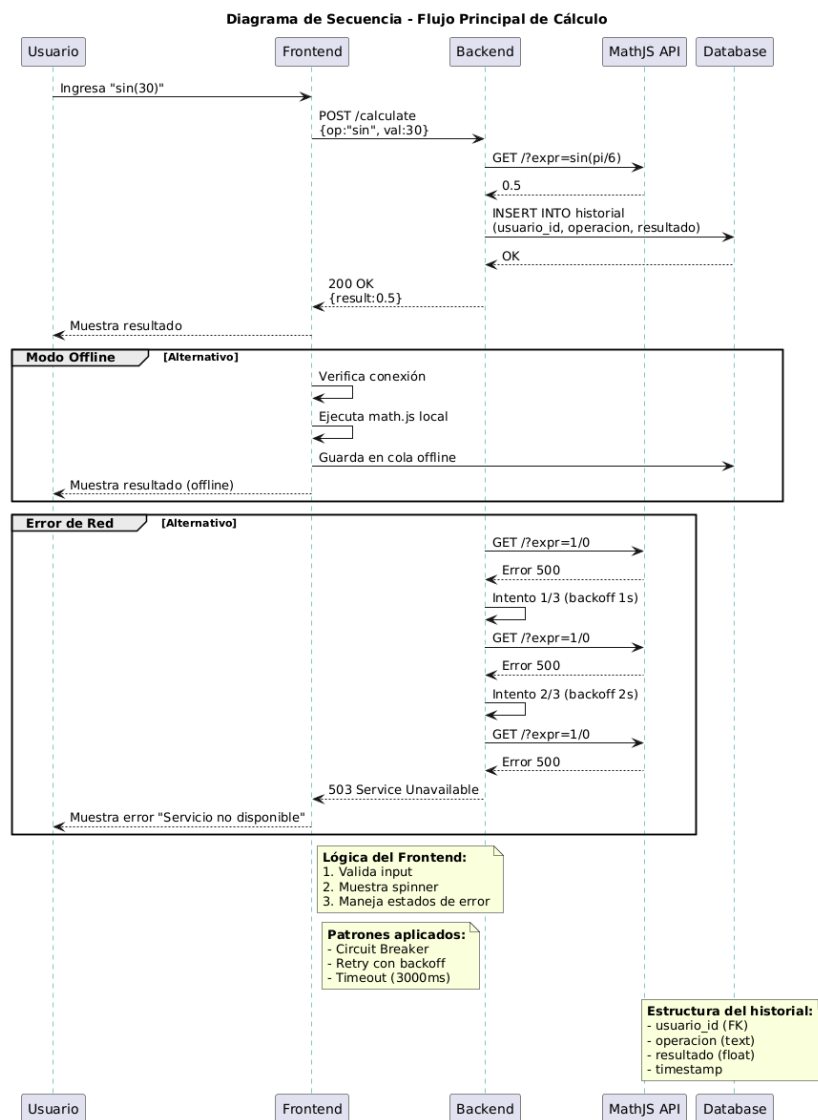 Diagrama de Secuencia - Flujo Principal de Cálculo
Usuario
Frontend
Backend
MathJS API
Database
Ingresa "sin(30)"
POST /calculate
{op:"sin", val:30}
GET /?expr=sin(pi/6)
0.5
INSERT INTO historial
(usuario_id, operacion, resultado)
OK
200 OK
{result:0.5}
Muestra resultado
Modo Offline
[Alternativo]
Verifica conexión
Ejecuta math.js local
Guarda en cola offline
Muestra resultado (offline)
Error de Red
[Alternativo]
GET /?expr=1/0
Error 500
Intento 1/3 (backoff 1s)
GET /?expr=1/0
Error 500
Intento 2/3 (backoff 2s)
GET /?expr=1/0
Error 500
503 Service Unavailable
Muestra error "Servicio no disponible"
Lógica del Frontend:
1. Valida input
2. Muestra spinner
3. Maneja estados de error
Patrones aplicados:
- Circuit Breaker
- Retry con backoff
- Timeout (3000ms)
Estructura del historial:
- usuario_id (FK)
- operacion (text)
- resultado (float)
- timestamp
Usuario
Frontend
Backend
MathJS API
Database